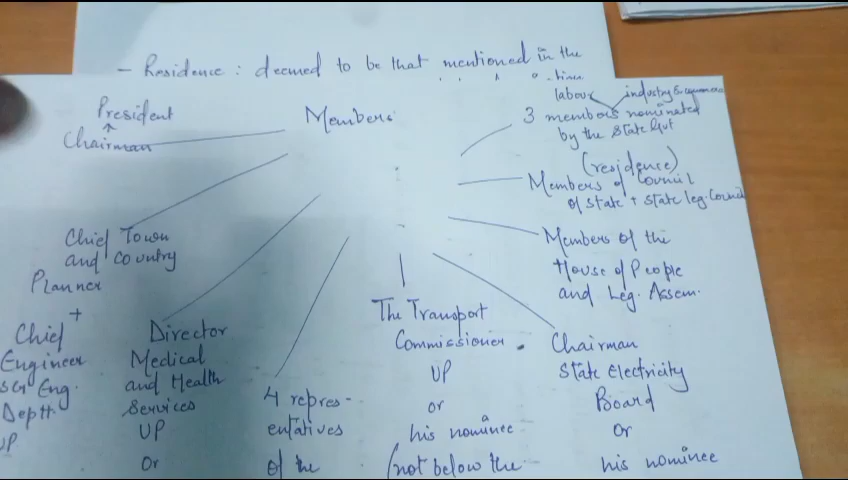 - Residence : deemed to be that mentioned in the
President
Chairman
Members
labour
industry &
3 members nominated
by the State Govt
(residence)
Members of Council
of State + State leg. Council
Members of the
House of People
and Leg. Assem.
Chief Town
and Country
Planner
+
Chief
Engineer
Eng.
Deptt.
UP
Director
Medical
and Health
Services
UP
Or
4 repres-
entatives
of the
The Transport
Commissioner.
UP
or
his nominee
(not below the
Chairman
State Electricity
Board
Or
his nominee